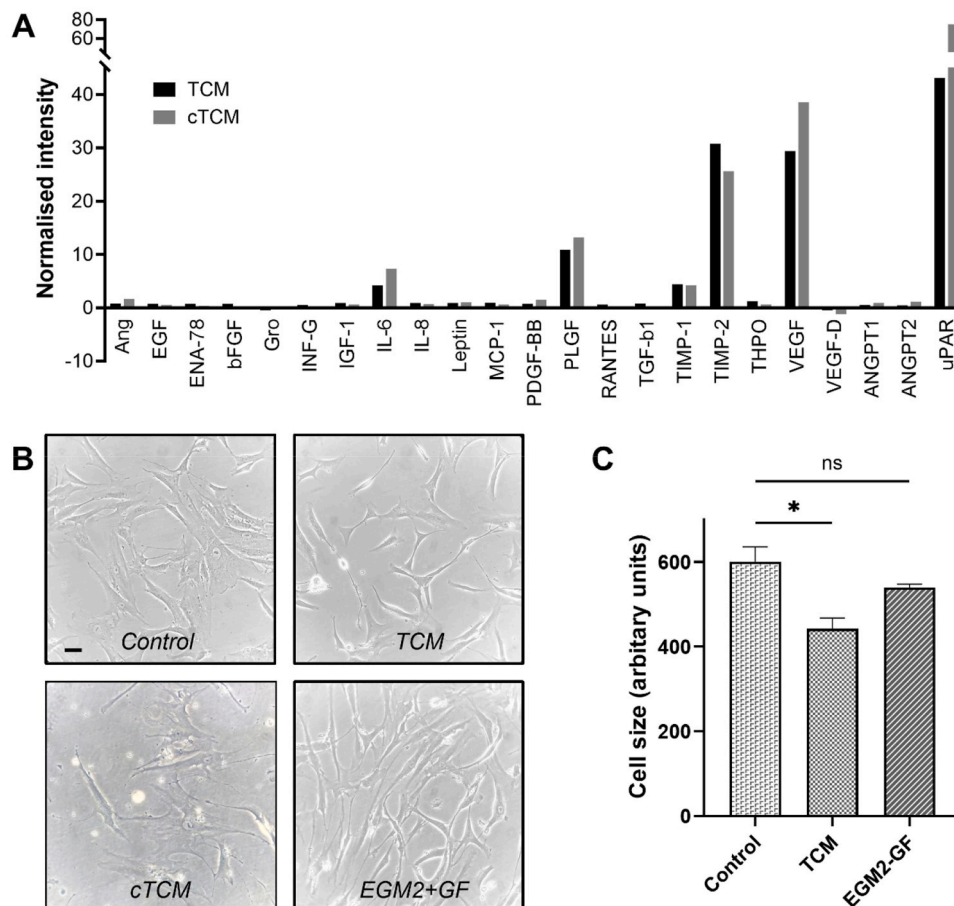 A
Normalised intensity
80
60
40
30
20
10
0
-10
TCM
cTCM
Ang
EGF
ENA-78
bFGF
Gro
INF-G
IGF-1
IL-6
IL-8
Leptin
MCP-1
PDGF-BB
PLGF
RANTES
TGF-b1
TIMP-1
TIMP-2
THPO
VEGF
VEGF-D
ANGPT1
ANGPT2
uPAR
B
Control
TCM
cTCM
EGM2+GF
C
ns
*
Cell size (arbitary units)
600
400
200
0
Control
TCM
EGM2-GF